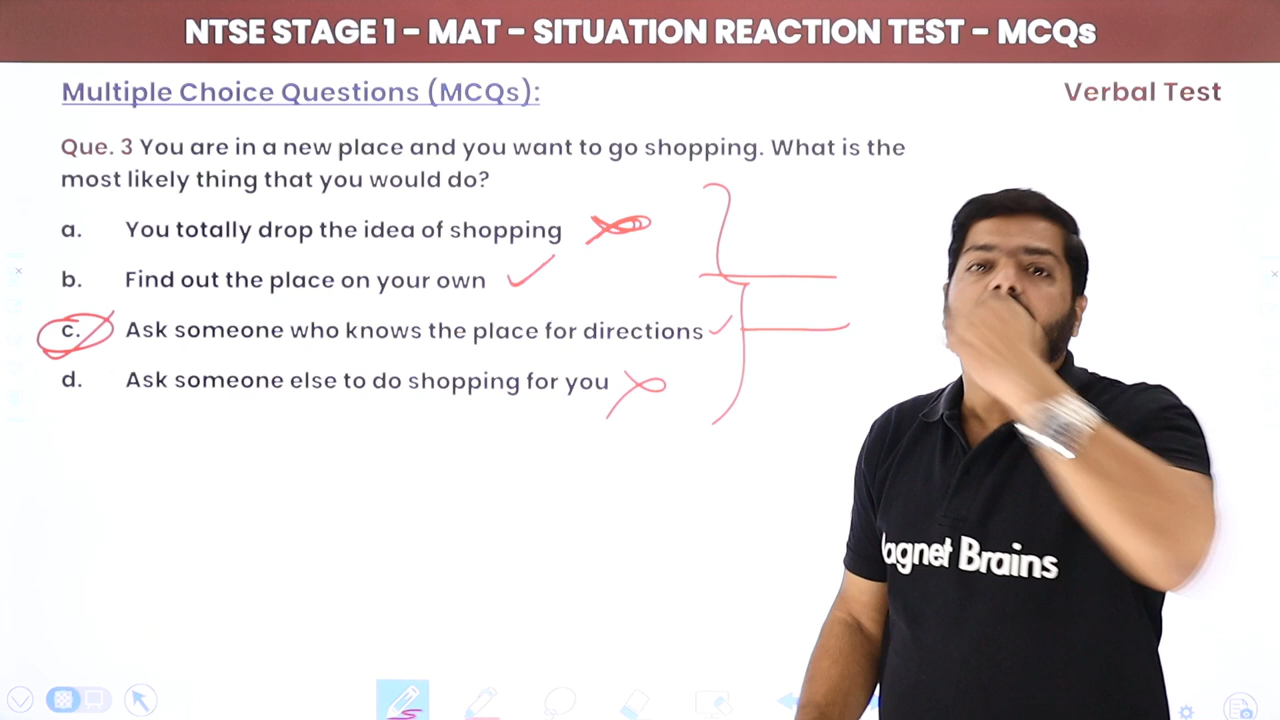 NTSE STAGE 1 – MAT – SITUATION REACTION TEST – MCQs
Multiple Choice Questions (MCQs):
Verbal Test
Que. 3 You are in a new place and you want to go shopping. What is the
most likely thing that you would do?
a. You totally drop the idea of shopping
b. Find out the place on your own
c. Ask someone who knows the place for directions
d. Ask someone else to do shopping for you
agnet Brains